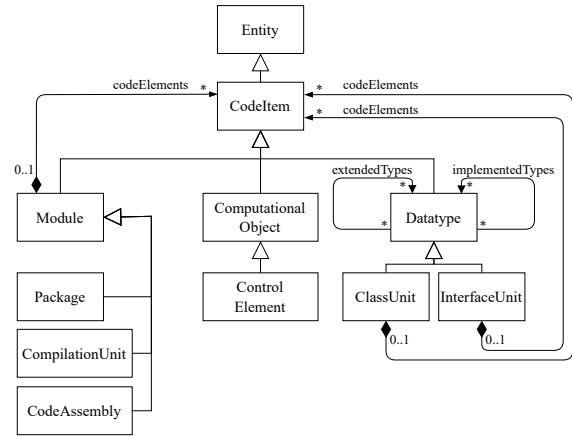 Entity
codeElements
*
CodeItem
*
codeElements
*
codeElements
0..1
extendedTypes
*
*
implementedTypes
*
*
Module
Computational
Object
Datatype
Package
Control
Element
ClassUnit
InterfaceUnit
CompilationUnit
0..1
0..1
CodeAssembly